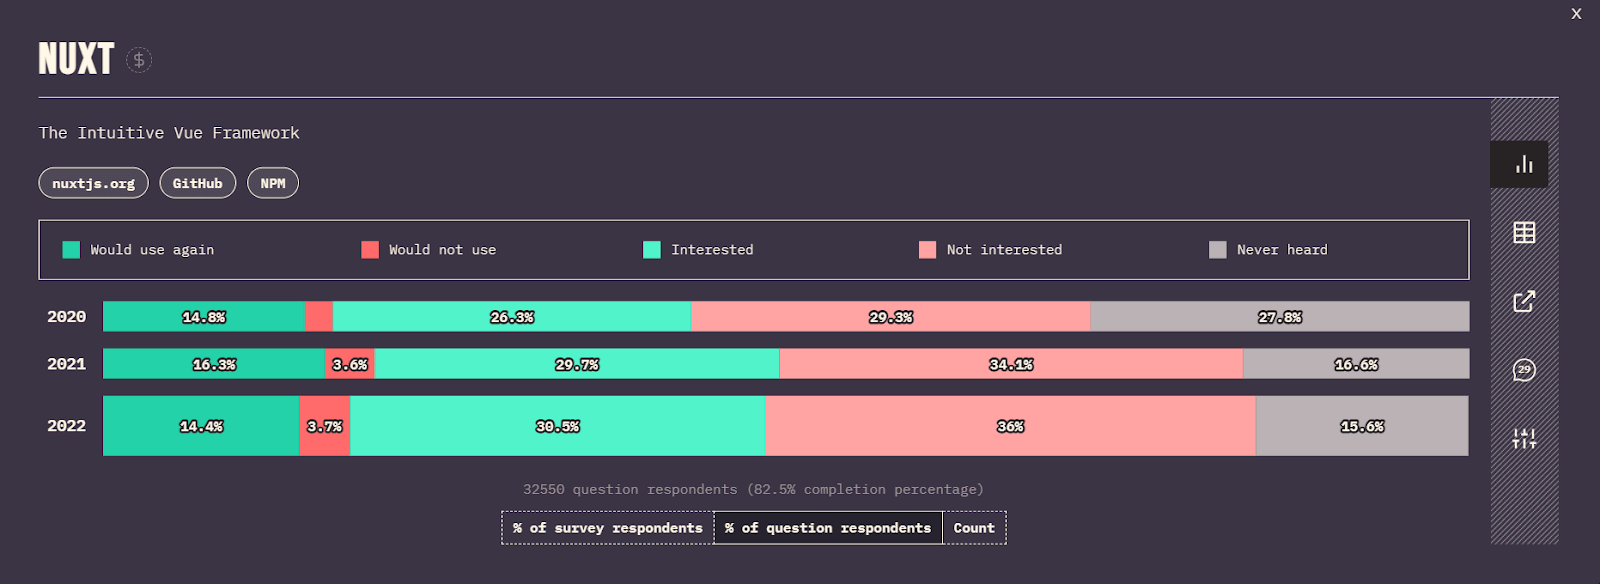 X
NUXT $
The Intuitive Vue Framework
nuxtjs.org GitHub NPM
Would use again Would not use Interested Not interested Never heard
2020 14.8% 26.3% 29.3% 27.8%
2021 16.3% 3.6% 29.7% 34.1% 16.6%
2022 14.4% 3.7% 30.5% 36% 15.6%
29
32550 question respondents (82.5% completion percentage)
% of survey respondents % of question respondents Count